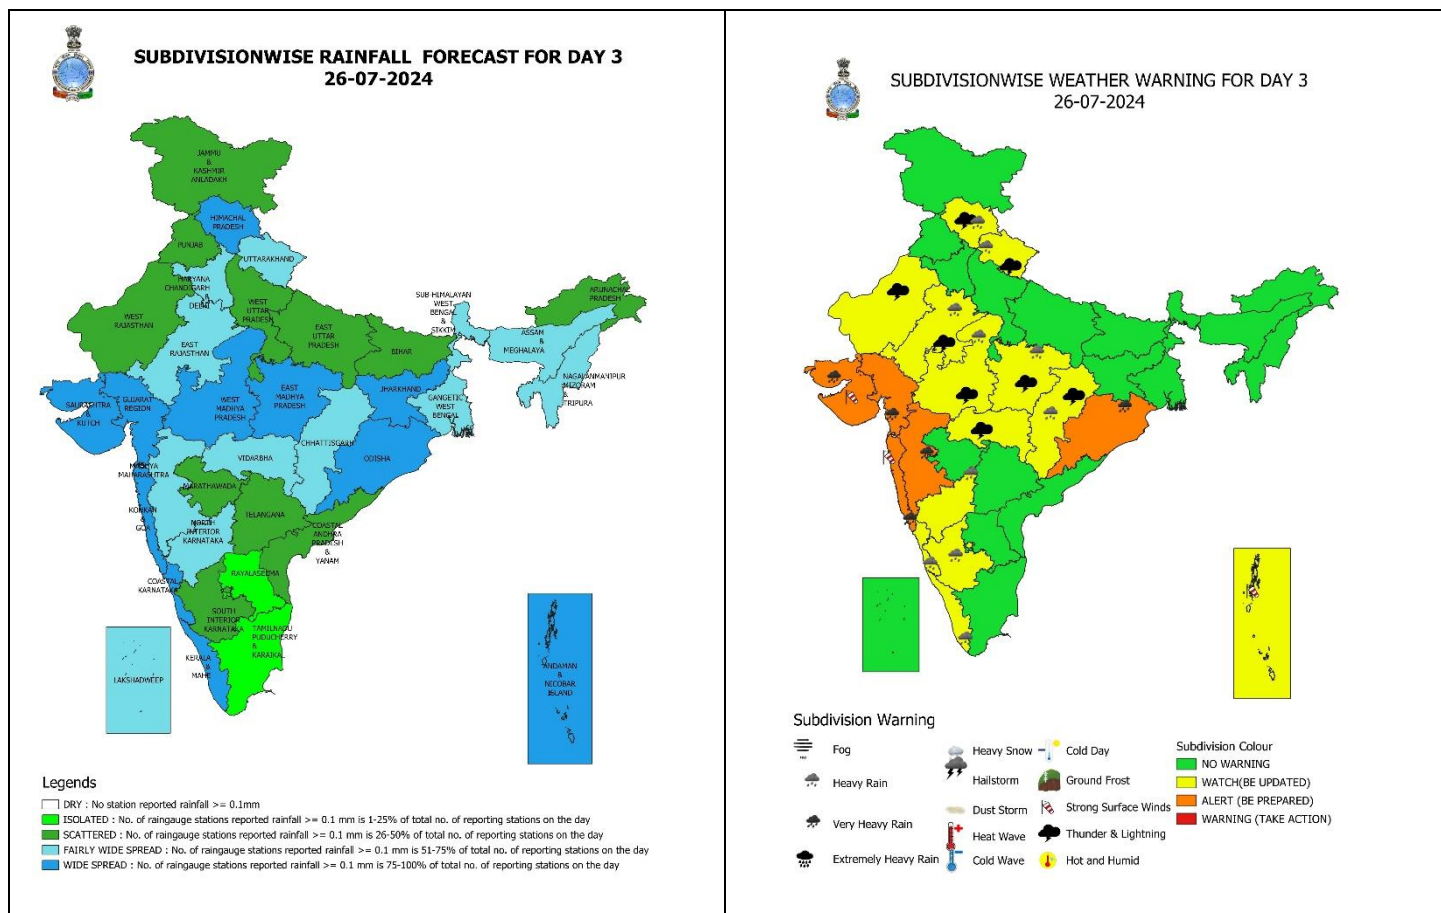 SUBDIVISIONWISE RAINFALL FORECAST FOR DAY 3
26-07-2024
JAMMU
&
KASHMIR
ANLADAKH
HIMACHAL
PRADESH
PUNJAB
UTTARAKHAND
HARYANA
CHANDIGARH
&
DELHI
WEST
RAJASTHAN
WEST
UTTAR
PRADESH
EAST
UTTAR
PRADESH
EAST
RAJASTHAN
BIHAR
SUB-HIMALAYAN
WEST
BENGAL
&
SIKKIM
ARUNACHAL
PRADESH
ASSAM
&
MEGHALAYA
NAGALANMANIPUR
MIZORAM
&
TRIPURA
JHARKHAND
GANGETIC
WEST
BENGAL
SAURASHTRA
&
KUTCH
GUJARAT
REGION
WEST
MADHYA
PRADESH
EAST
MADHYA
PRADESH
CHHATTISGARH
ODISHA
VIDARBHA
MADHYA
MAHARASHTRA
MARATHAWADA
KONKAN
&
GOA
NORTH
INTERIOR
KARNATAKA
TELANGANA
COASTAL
ANDHRA
PRADESH
&
YANAM
RAYALASEEMA
COASTAL
KARNATAKA
SOUTH
INTERIOR
KARNATAKA
TAMILNADU
PUDUCHERRY
&
KARAIKAL
KERALA
&
MAHE
LAKSHADWEEP
ANDAMAN
&
NICOBAR
ISLAND
Legends
DRY : No station reported rainfall >= 0.1mm
ISOLATED : No. of raingauge stations reported rainfall >= 0.1 mm is 1-25% of total no. of reporting stations on the day
SCATTERED : No. of raingauge stations reported rainfall >= 0.1 mm is 26-50% of total no. of reporting stations on the day
FAIRLY WIDE SPREAD : No. of raingauge stations reported rainfall >= 0.1 mm is 51-75% of total no. of reporting stations on the day
WIDE SPREAD : No. of raingauge stations reported rainfall >= 0.1 mm is 75-100% of total no. of reporting stations on the day
SUBDIVISIONWISE WEATHER WARNING FOR DAY 3
26-07-2024
Subdivision Warning
Fog
Heavy Rain
Very Heavy Rain
Extremely Heavy Rain
Heavy Snow
Hailstorm
Dust Storm
Heat Wave
Cold Wave
Cold Day
Ground Frost
Strong Surface Winds
Thunder & Lightning
Hot and Humid
Subdivision Colour
NO WARNING
WATCH(BE UPDATED)
ALERT (BE PREPARED)
WARNING (TAKE ACTION)